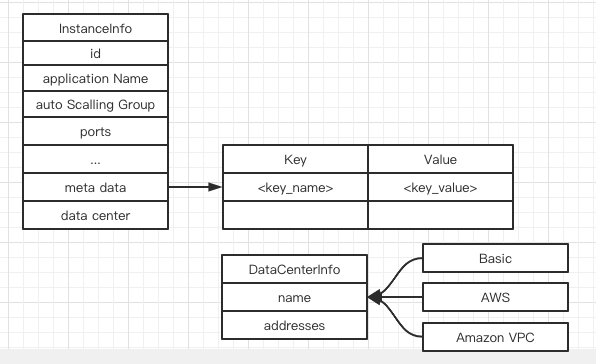 InstanceInfo
id
application Name
auto Scalling Group
ports
...
meta data
data center
Key Value
<key_name> <key_value>
DataCenterInfo
name
addresses
Basic
AWS
Amazon VPC